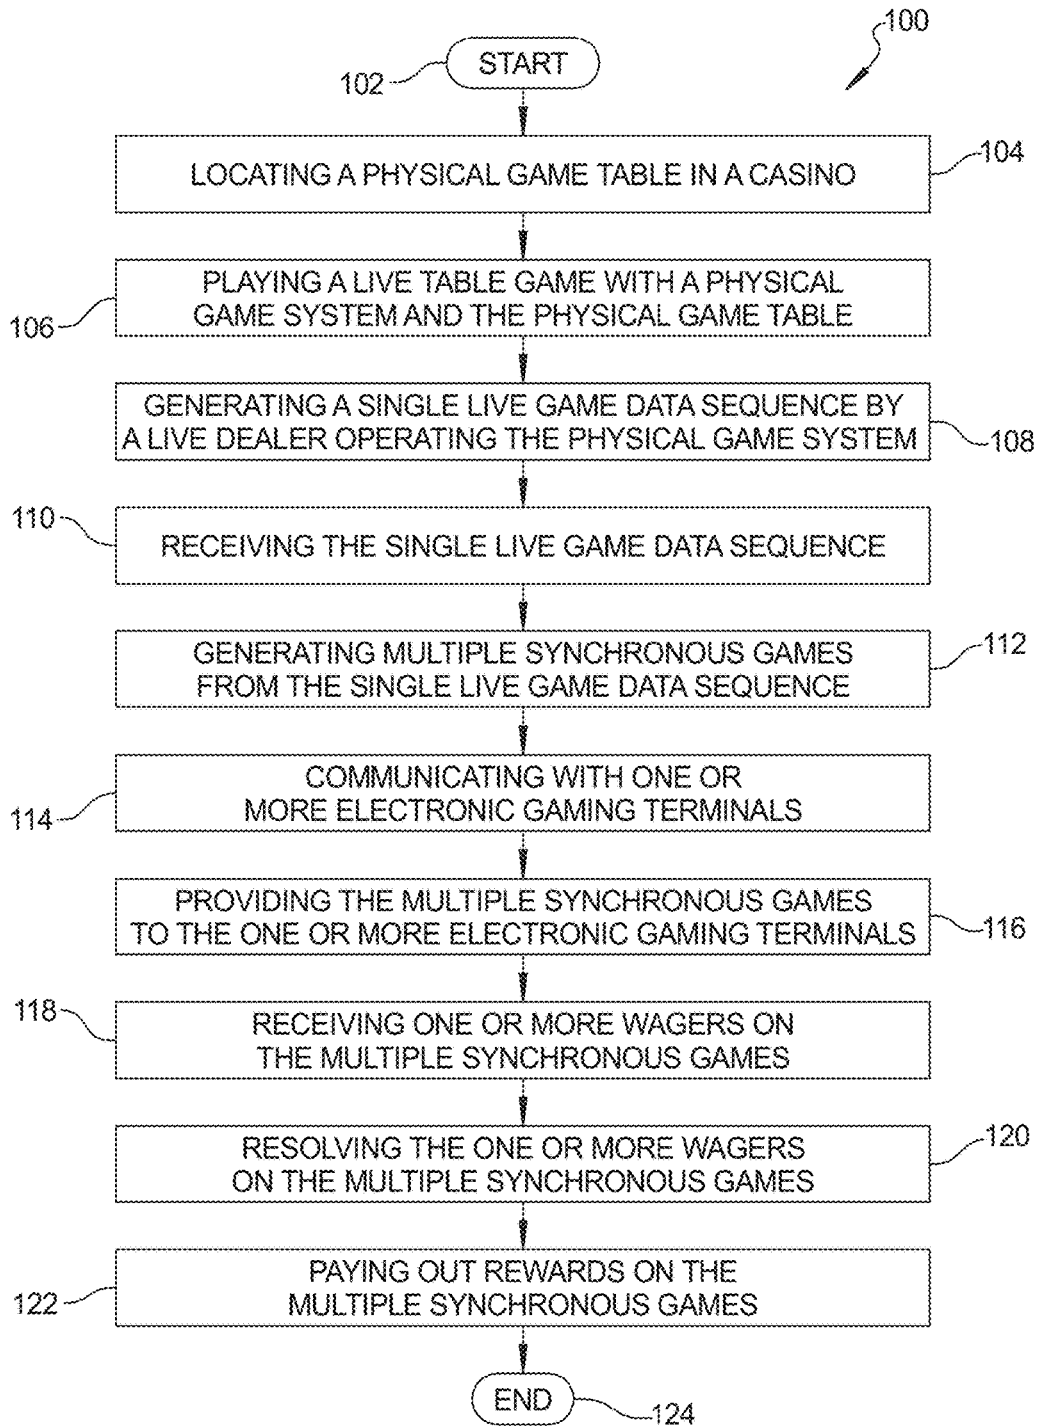 100
START
102
LOCATING A PHYSICAL GAME TABLE IN A CASINO
104
PLAYING A LIVE TABLE GAME WITH A PHYSICAL
GAME SYSTEM AND THE PHYSICAL GAME TABLE
106
GENERATING A SINGLE LIVE GAME DATA SEQUENCE BY
A LIVE DEALER OPERATING THE PHYSICAL GAME SYSTEM
108
110
RECEIVING THE SINGLE LIVE GAME DATA SEQUENCE
GENERATING MULTIPLE SYNCHRONOUS GAMES
FROM THE SINGLE LIVE GAME DATA SEQUENCE
112
COMMUNICATING WITH ONE OR
MORE ELECTRONIC GAMING TERMINALS
114
PROVIDING THE MULTIPLE SYNCHRONOUS GAMES
TO THE ONE OR MORE ELECTRONIC GAMING TERMINALS
116
118
RECEIVING ONE OR MORE WAGERS ON
THE MULTIPLE SYNCHRONOUS GAMES
RESOLVING THE ONE OR MORE WAGERS
ON THE MULTIPLE SYNCHRONOUS GAMES
120
PAYING OUT REWARDS ON THE
MULTIPLE SYNCHRONOUS GAMES
122
END
124